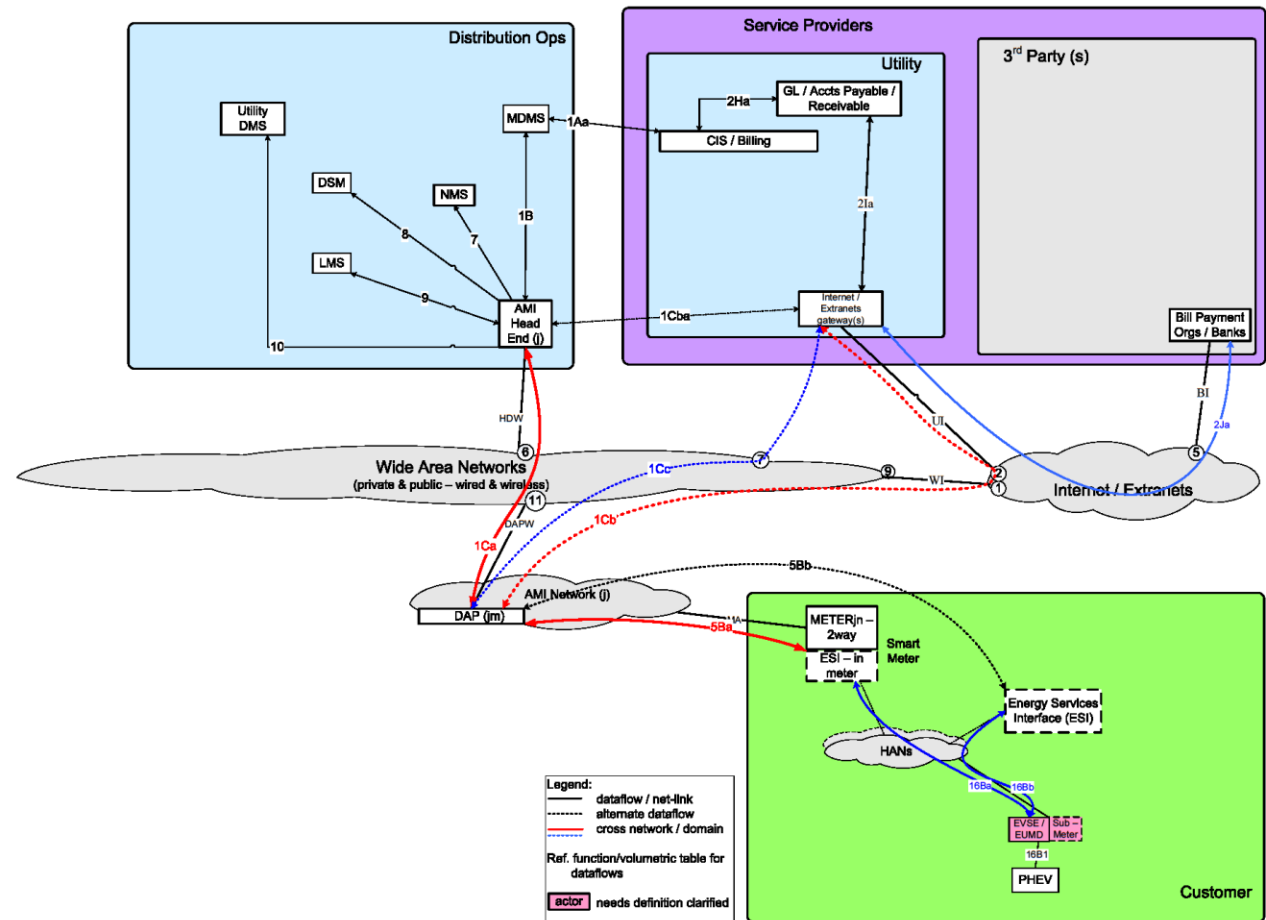 Distribution Ops
Service Providers
Utility
3rd Party (s)
Utility
DMS
MDMS
1Aa
2Ha
GL / Accts Payable /
Receivable
CIS / Billing
DSM
NMS
1B
8
7
2Ia
LMS
9
AMI
Head
End (j)
1Cba
Internet /
Extranets
gateway(s)
Bill Payment
Orgs / Banks
10
HDW
UI
BI
2Ja
6
7
5
Wide Area Networks
(private & public – wired & wireless)
1Cc
9
WI
2
1
Internet / Extranets
11
DAPW
1Cb
1Ca
5Bb
AMI Network (j)
DAP (jm)
5Ba
METERjn –
2way
ESI – in
meter
Smart
Meter
Energy Services
Interface (ESI)
HANs
16Ba
16Bb
EVSE /
EUMD
Sub –
Meter
16B1
PHEV
Customer
Legend:
dataflow / net-link
alternate dataflow
cross network / domain
Ref. function/volumetric table for
dataflows
actor needs definition clarified